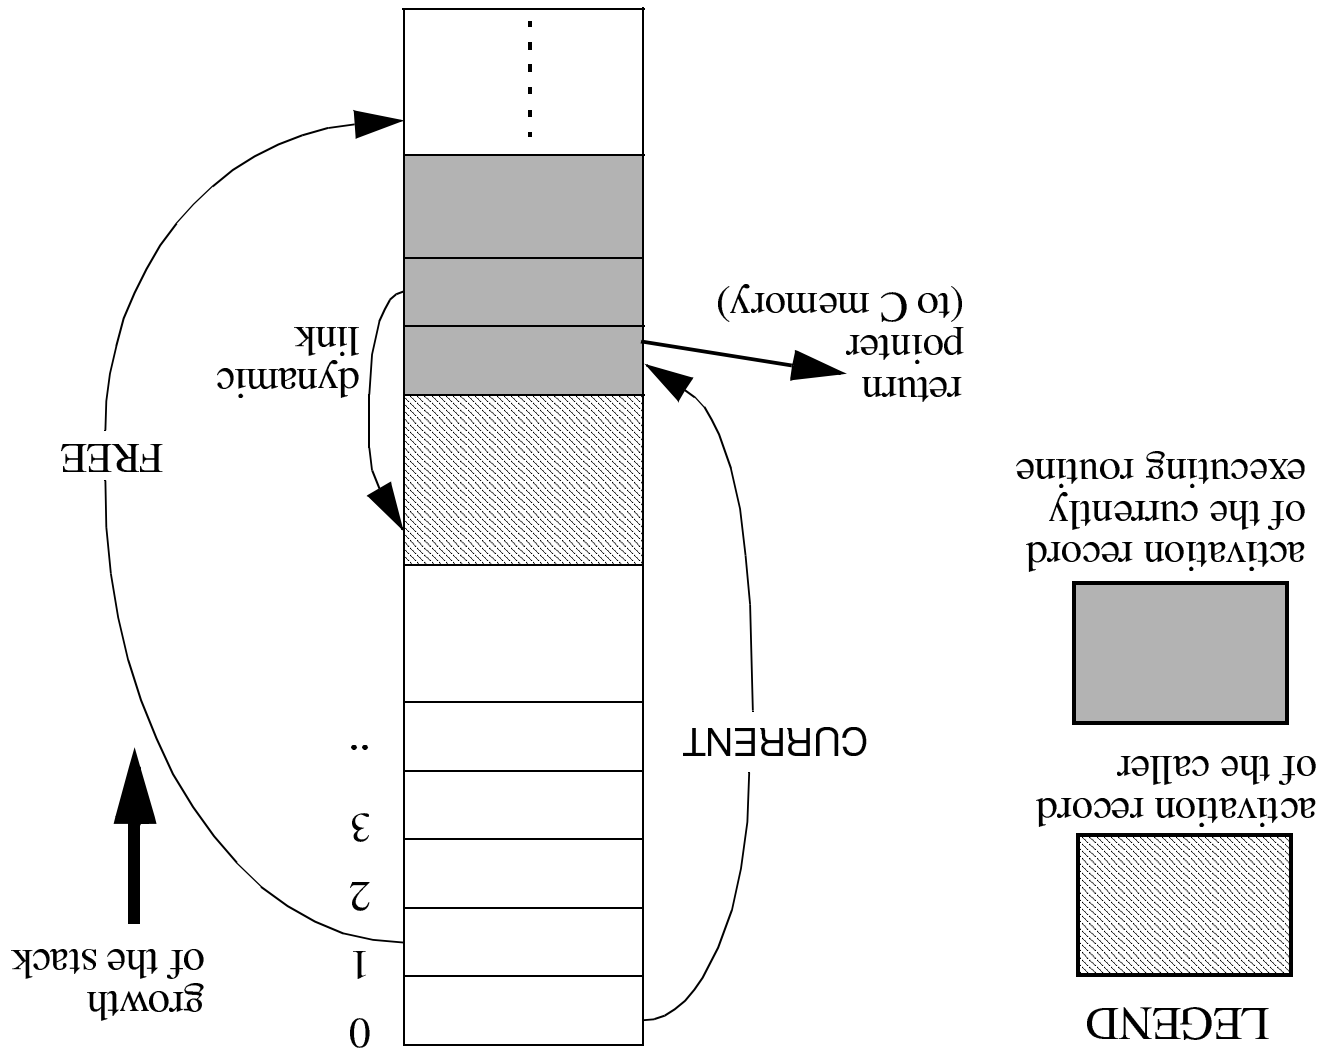 LEGEND
activation record
of the caller
activation record
of the currently
executing routine
0
1
2
3
..
growth
of the stack
CURRENT
FREE
return
pointer
(to C memory)
dynamic
link